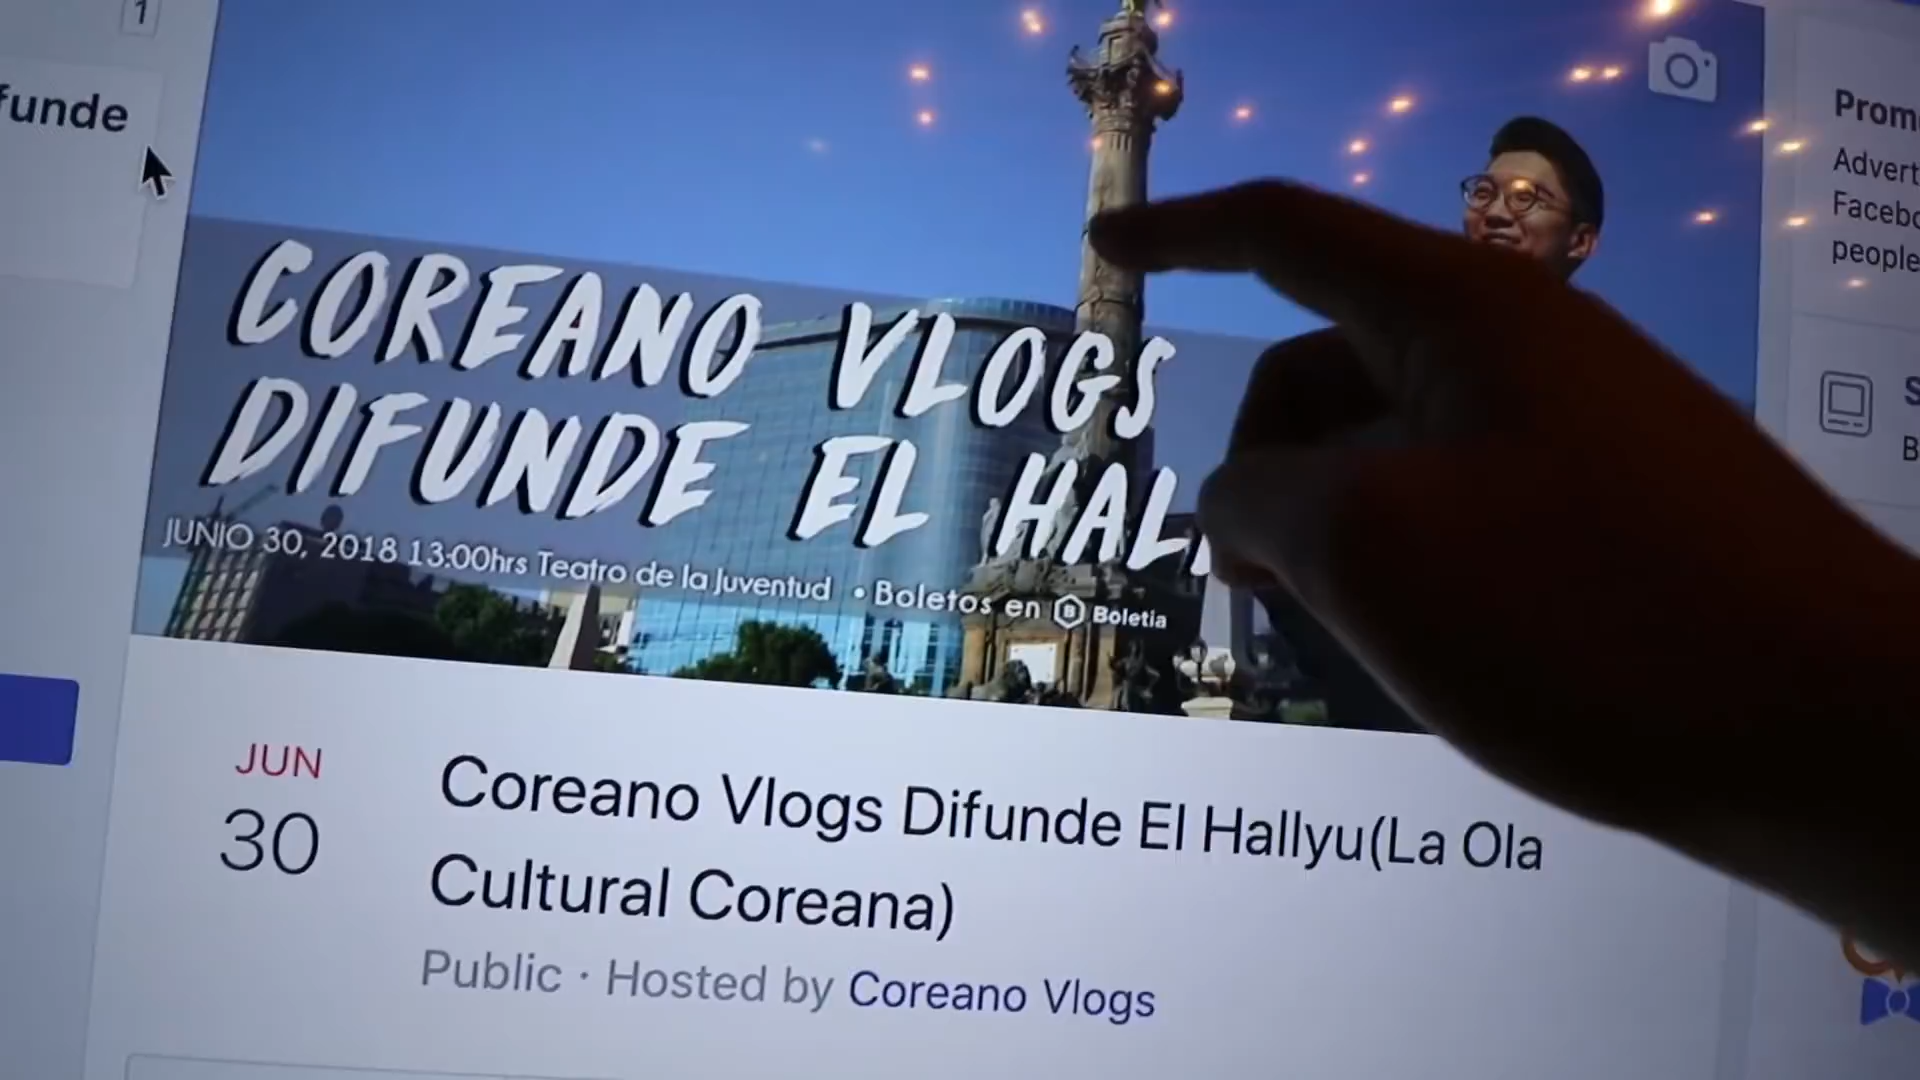 1
funde
COREANO VLOGS
DIFUNDE EL HAL
JUNIO 30, 2018 13:00hrs Teatro de la Juventud • Boletos en B Boletia
JUN
30
Coreano Vlogs Difunde El Hallyu(La Ola
Cultural Coreana)
Public · Hosted by Coreano Vlogs
Prom
Advert
Facebo
people
S
B